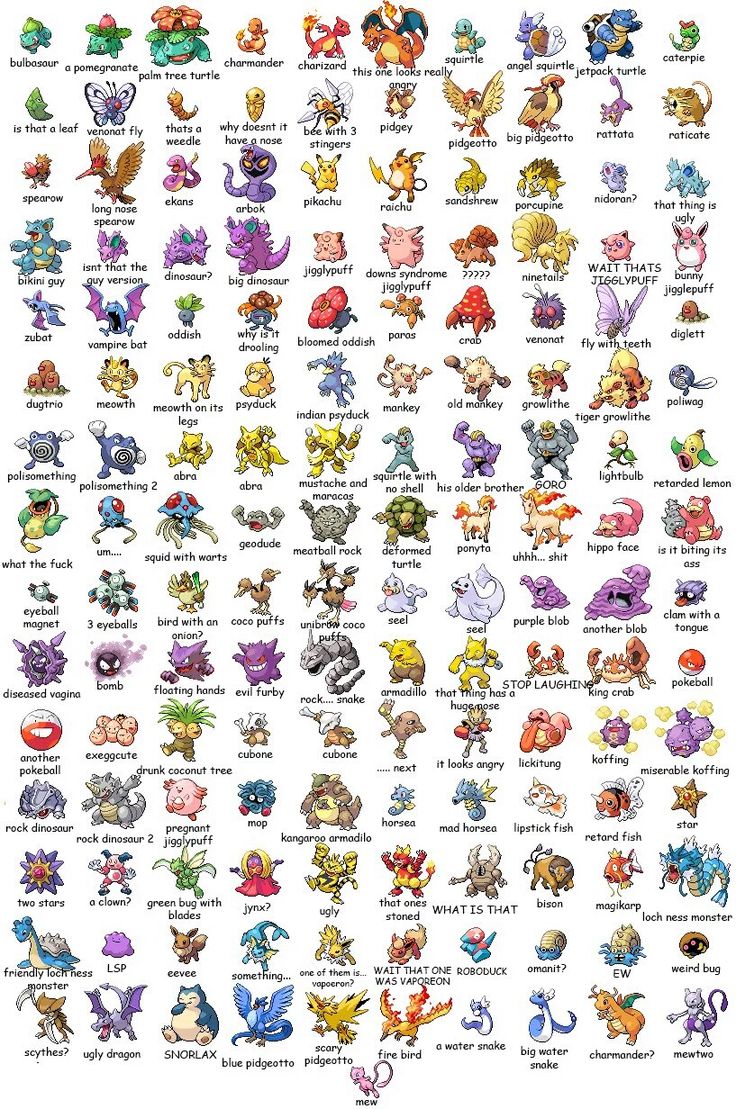 bulbasaur
a pomegranate
palm tree turtle
charmander
charizard
this one looks really
angry
squirtle
angel squirtle
jetpack turtle
caterpie
is that a leaf
venonat fly
thats a
weedle
why doesnt it
have a nose
bee with 3
stingers
pidgey
pidgeotto
big pidgeotto
rattata
raticate
spearow
long nose
spearow
ekans
arbok
pikachu
raichu
sandshrew
porcupine
nidoran?
that thing is
ugly
bikini guy
isnt that the
guy version
dinosaur?
big dinosaur
jigglypuff
downs syndrome
jigglypuff
?????
ninetails
WAIT THATS
JIGGLYPUFF
bunny
jigglepuff
zubat
vampire bat
oddish
why is it
drooling
bloomed oddish
paras
crab
venonat
fly with teeth
diglett
dugtrio
meowth
meowth on its
legs
psyduck
indian psyduck
mankey
old mankey
growlithe
tiger growlithe
poliwag
polisomething
polisomething 2
abra
abra
mustache and
maracas
squirtle with
no shell
his older brother
GORO
lightbulb
retarded lemon
what the fuck
um....
squid with warts
geodude
meatball rock
deformed
turtle
ponyta
uhhh... shit
hippo face
is it biting its
ass
eyeball
magnet
3 eyeballs
bird with an
onion?
coco puffs
unibrow coco
puffs
seel
seel
purple blob
another blob
clam with a
tongue
diseased vagina
bomb
floating hands
evil furby
rock.... snake
armadillo
that thing has a
huge nose
STOP LAUGHING
king crab
pokeball
another
pokeball
exeggcute
drunk coconut tree
cubone
cubone
..... next
it looks angry
lickitung
koffing
miserable koffing
rock dinosaur
rock dinosaur 2
pregnant
jigglypuff
mop
kangaroo armadilo
horsea
mad horsea
lipstick fish
retard fish
star
two stars
a clown?
green bug with
blades
jynx?
ugly
that ones
stoned
WHAT IS THAT
bison
magikarp
loch ness monster
friendly loch ness
monster
LSP
eevee
something...
one of them is...
vapoeron?
WAIT THAT ONE
WAS VAPOREON
ROBODUCK
omanit?
EW
weird bug
scythes?
ugly dragon
SNORLAX
blue pidgeotto
scary
pidgeotto
fire bird
a water snake
big water
snake
charmander?
mewtwo
mew